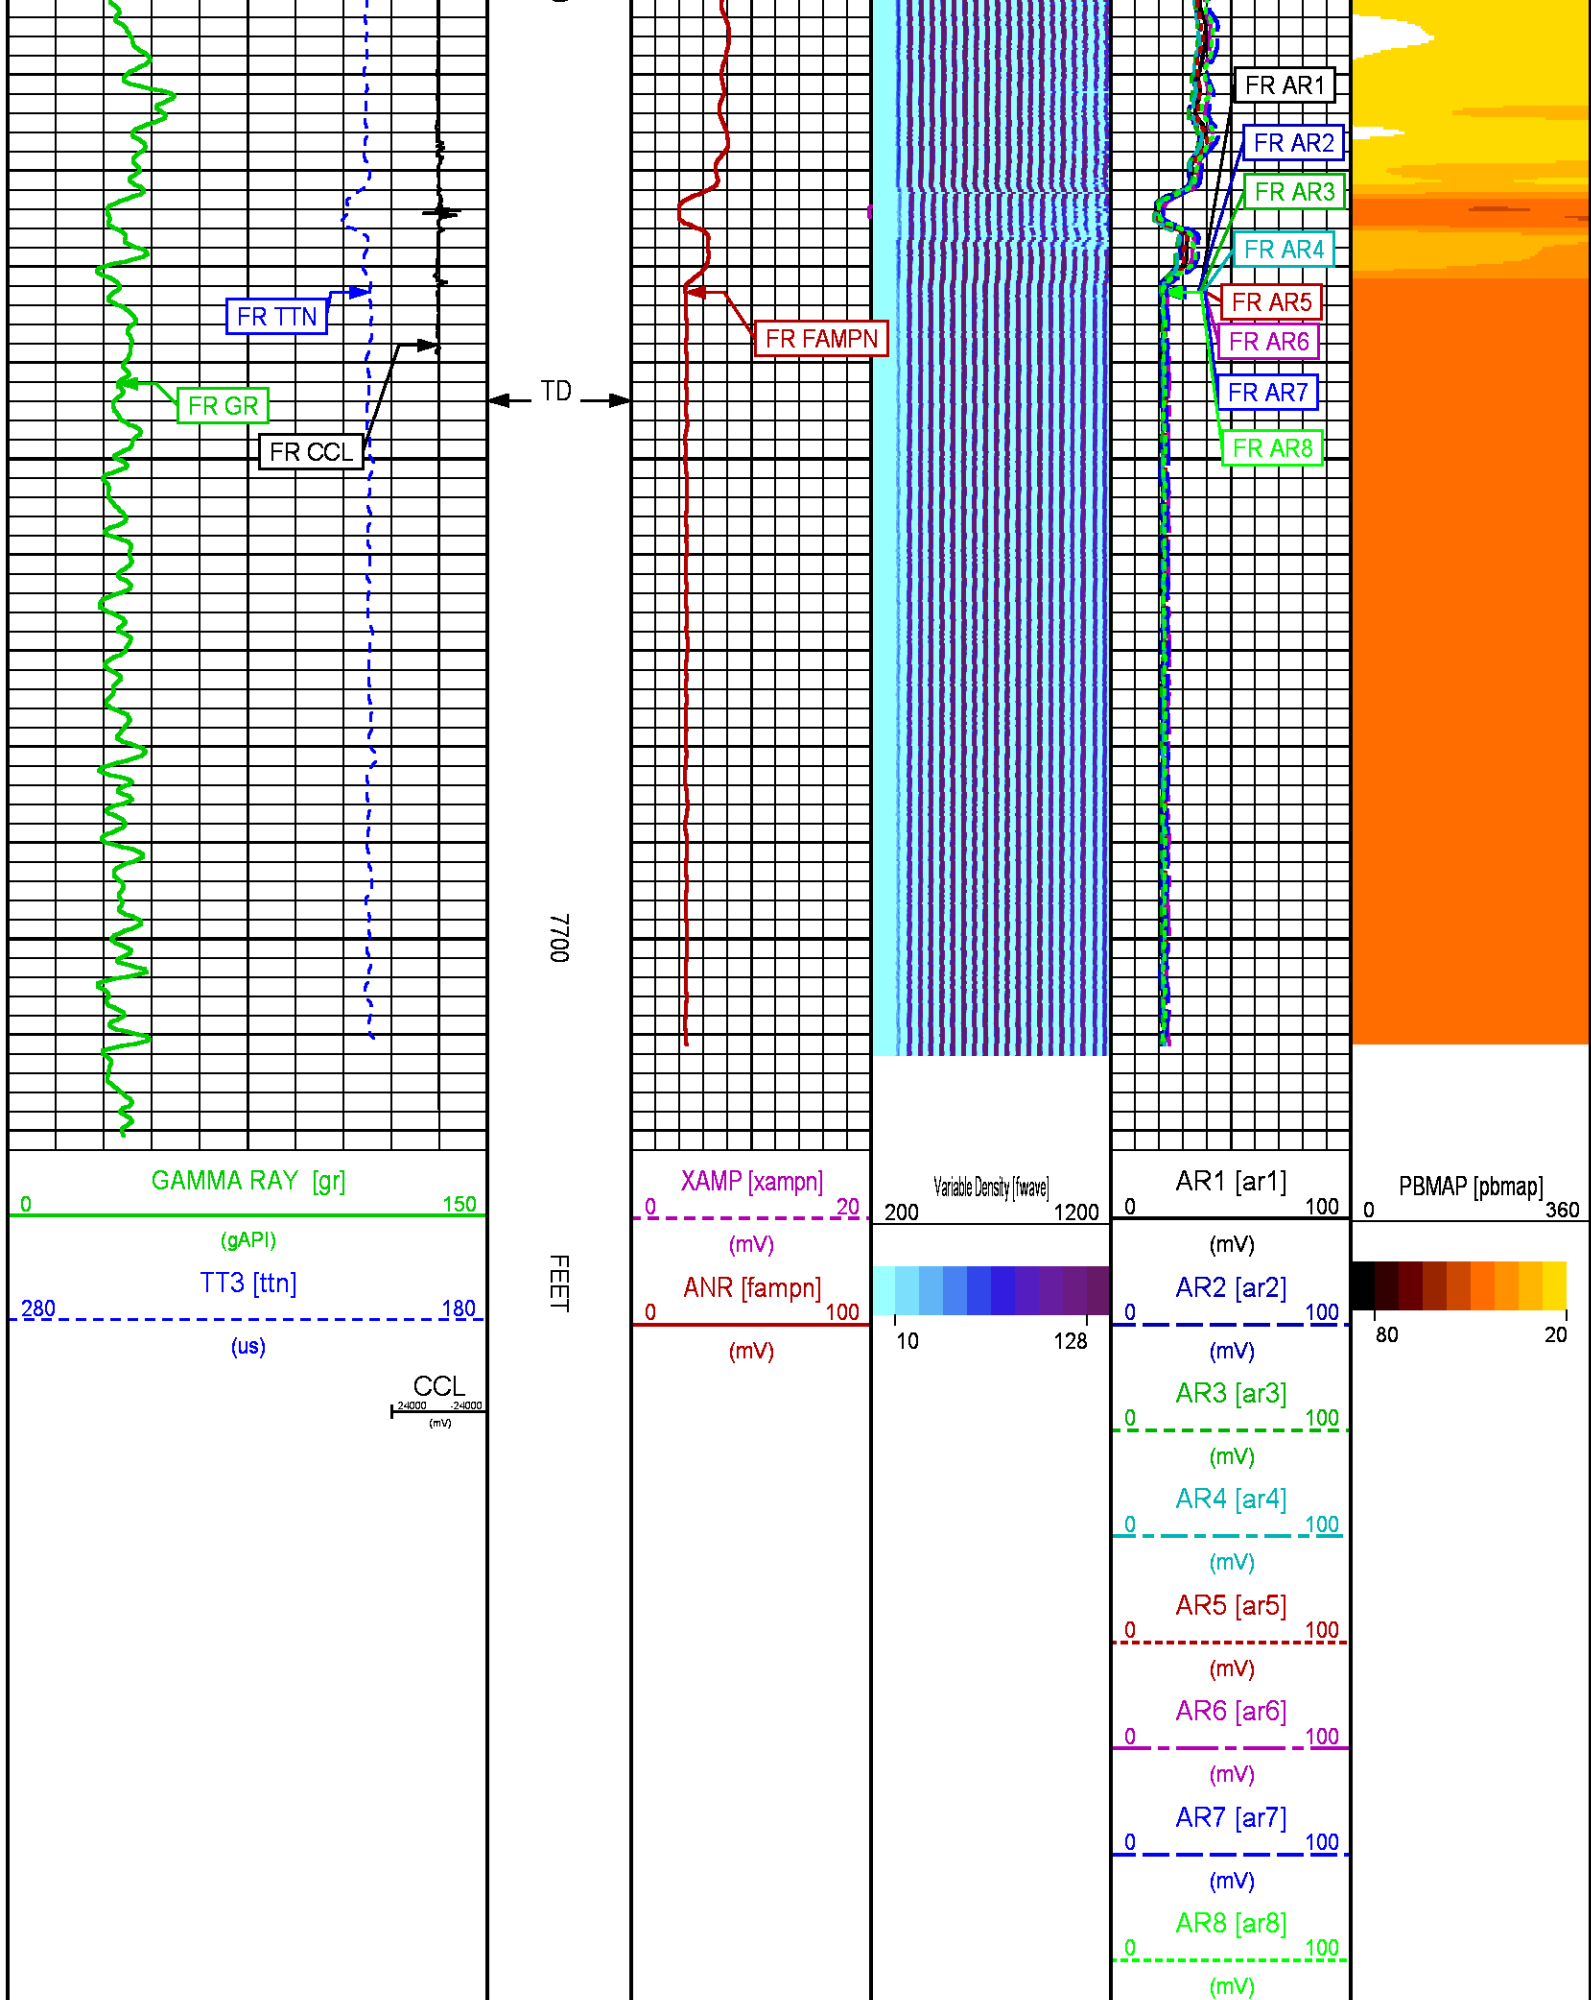 FR AR1
FR AR2
FR AR3
FR AR4
FR AR5
FR TTN
FR FAMPN
FR AR6
TD
FR AR7
FR GR
FR CCL
FR AR8
7700
GAMMA RAY [gr]
0 150
(gAPI)
TT3 [ttn]
280 180
(us)
CCL
24000 -24000
(mV)
FEET
XAMP [xampn]
0 20
(mV)
ANR [fampn]
0 100
(mV)
Variable Density [fwave]
200 1200
10 128
AR1 [ar1]
0 100
(mV)
AR2 [ar2]
0 100
(mV)
AR3 [ar3]
0 100
(mV)
AR4 [ar4]
0 100
(mV)
AR5 [ar5]
0 100
(mV)
AR6 [ar6]
0 100
(mV)
AR7 [ar7]
0 100
(mV)
AR8 [ar8]
0 100
(mV)
PBMAP [pbmap]
0 360
80 20